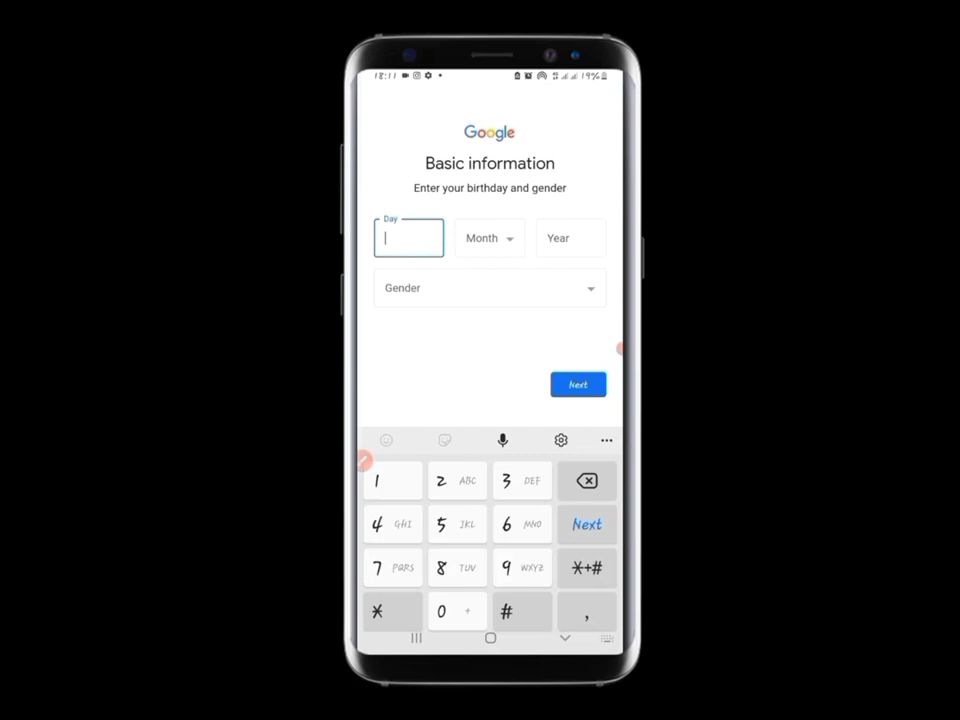 18:11 19%
Google
Basic information
Enter your birthday and gender
Day
Month Year
Gender
Next
1 2 ABC 3 DEF
4 GHI 5 JKL 6 MNO Next
7 PQRS 8 TUV 9 WXYZ *+#
* 0 + # ,